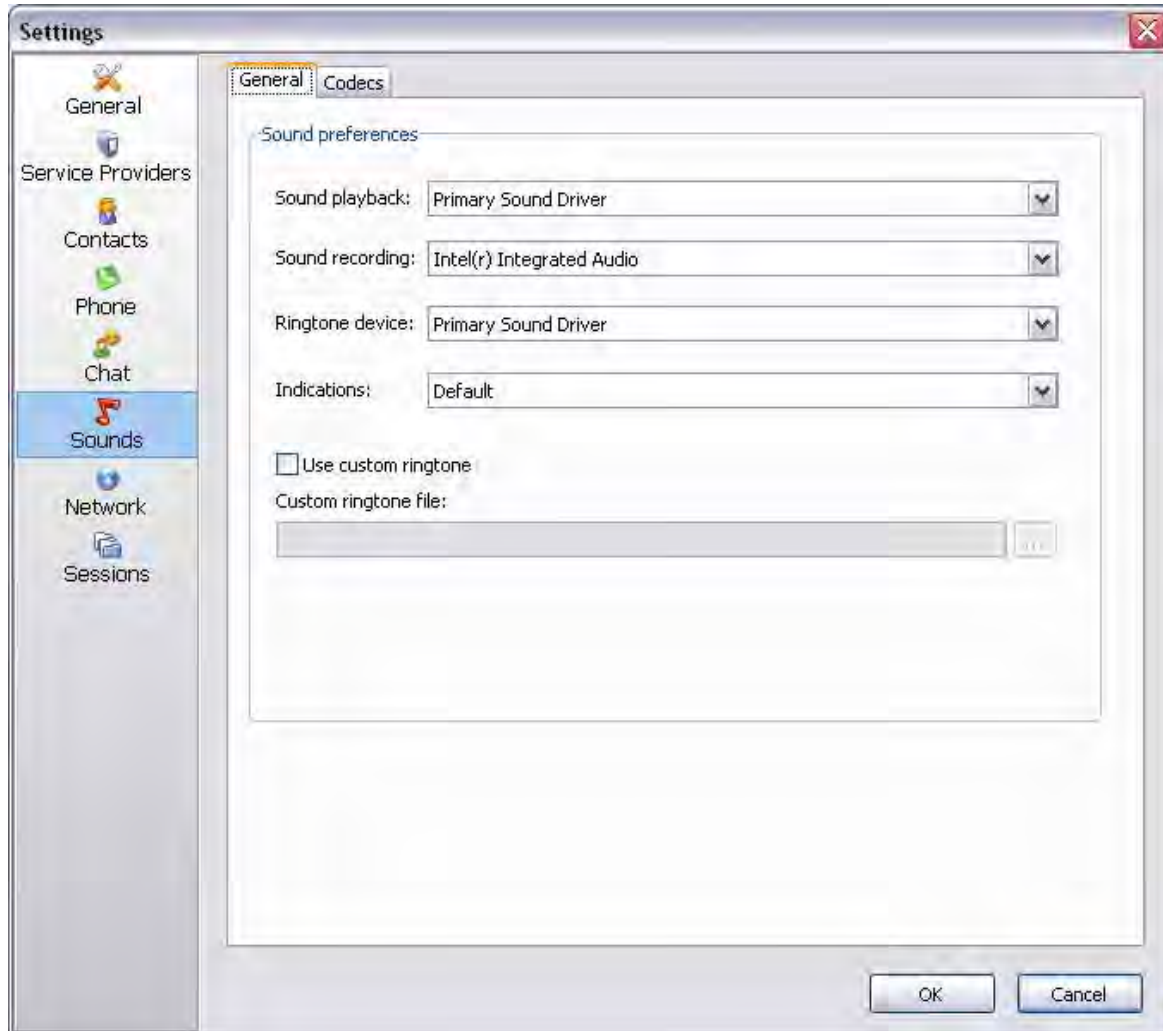 Settings
General
Service Providers
Contacts
Phone
Chat
Sounds
Network
Sessions
General Codecs
Sound preferences
Sound playback: Primary Sound Driver
Sound recording: Intel(r) Integrated Audio
Ringtone device: Primary Sound Driver
Indications: Default
Use custom ringtone
Custom ringtone file:
...
OK Cancel